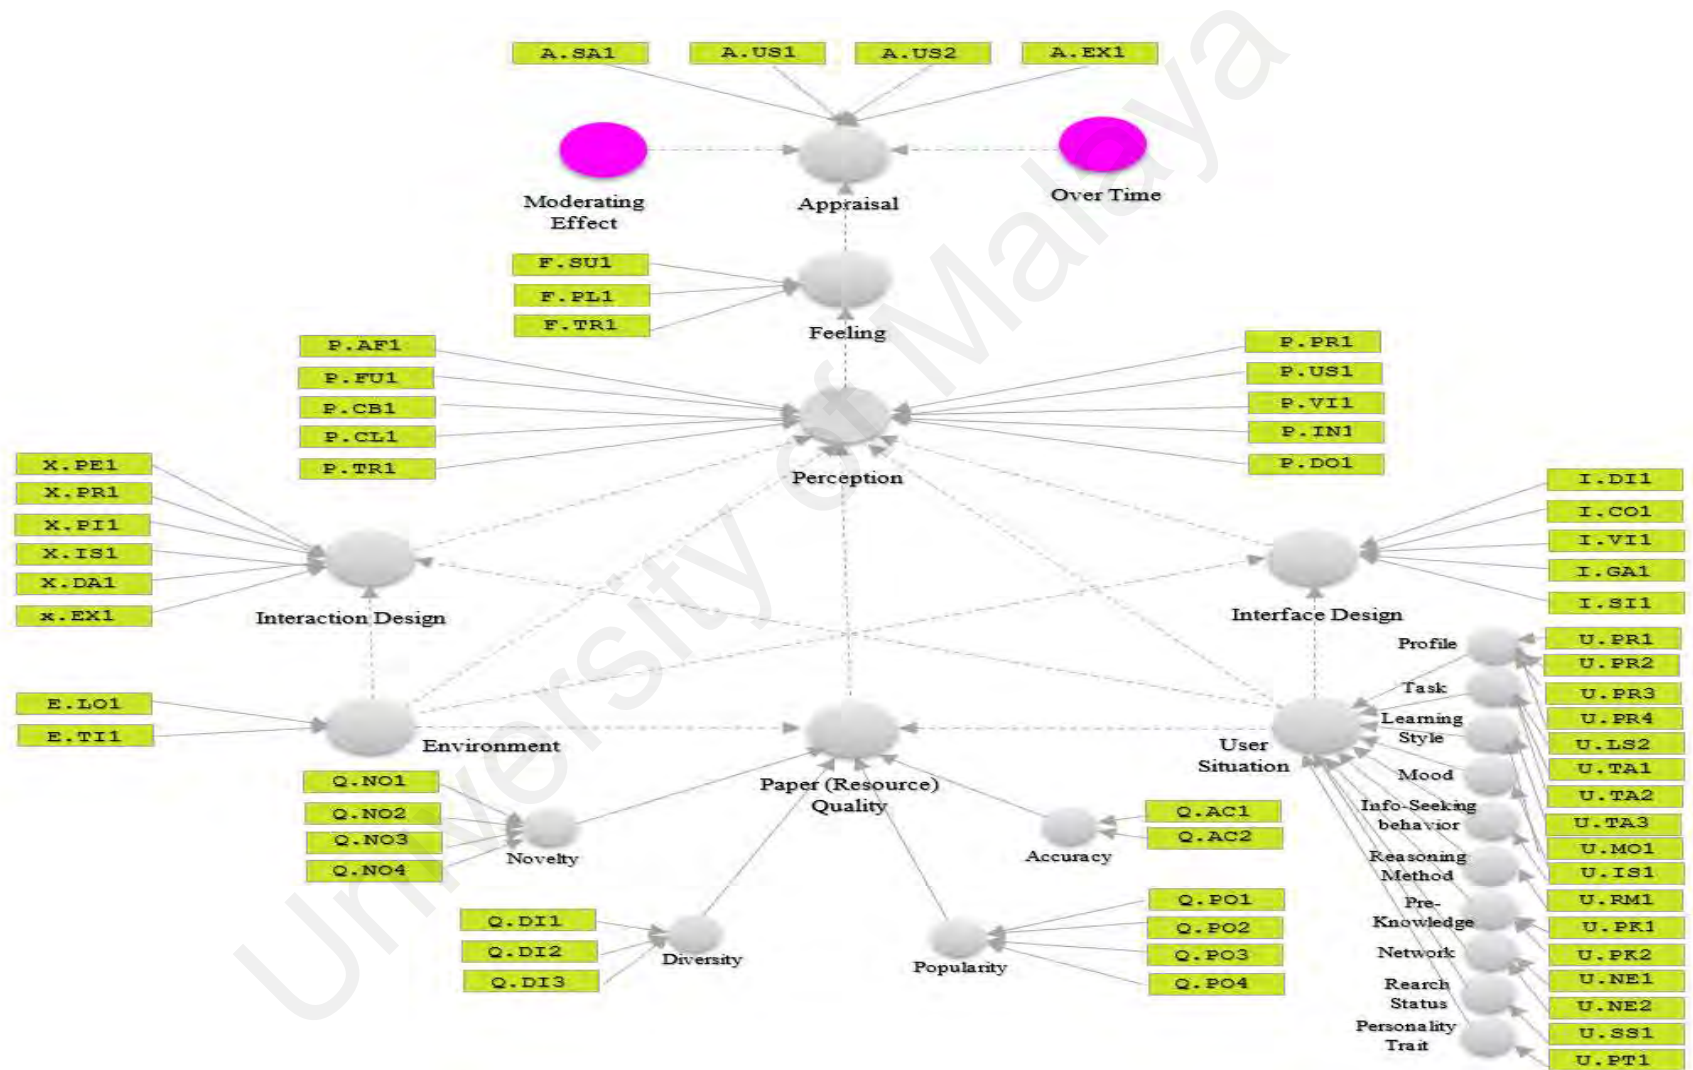 A.SA1
A.US1
A.US2
A.EX1
Moderating
Effect
Appraisal
Over Time
F.SU1
F.PL1
F.TR1
Feeling
P.AF1
P.FU1
P.CB1
P.CL1
P.TR1
P.PR1
P.US1
P.VI1
P.IN1
P.DO1
Perception
X.PE1
X.PR1
X.PI1
X.IS1
X.DA1
x.EX1
Interaction Design
I.DI1
I.CO1
I.VI1
I.GA1
I.SI1
Interface Design
E.LO1
E.TI1
Environment
Paper (Resource)
Quality
User
Situation
Q.NO1
Q.NO2
Q.NO3
Q.NO4
Novelty
Q.AC1
Q.AC2
Accuracy
Q.DI1
Q.DI2
Q.DI3
Diversity
Q.PO1
Q.PO2
Q.PO3
Q.PO4
Popularity
Profile
Task
Learning
Style
Mood
Info-Seeking
behavior
Reasoning
Method
Pre-
Knowledge
Network
Rearch
Status
Personality
Trait
U.PR1
U.PR2
U.PR3
U.PR4
U.LS2
U.TA1
U.TA2
U.TA3
U.MO1
U.IS1
U.RM1
U.PK1
U.PK2
U.NE1
U.NE2
U.SS1
U.PT1
University of Malaya